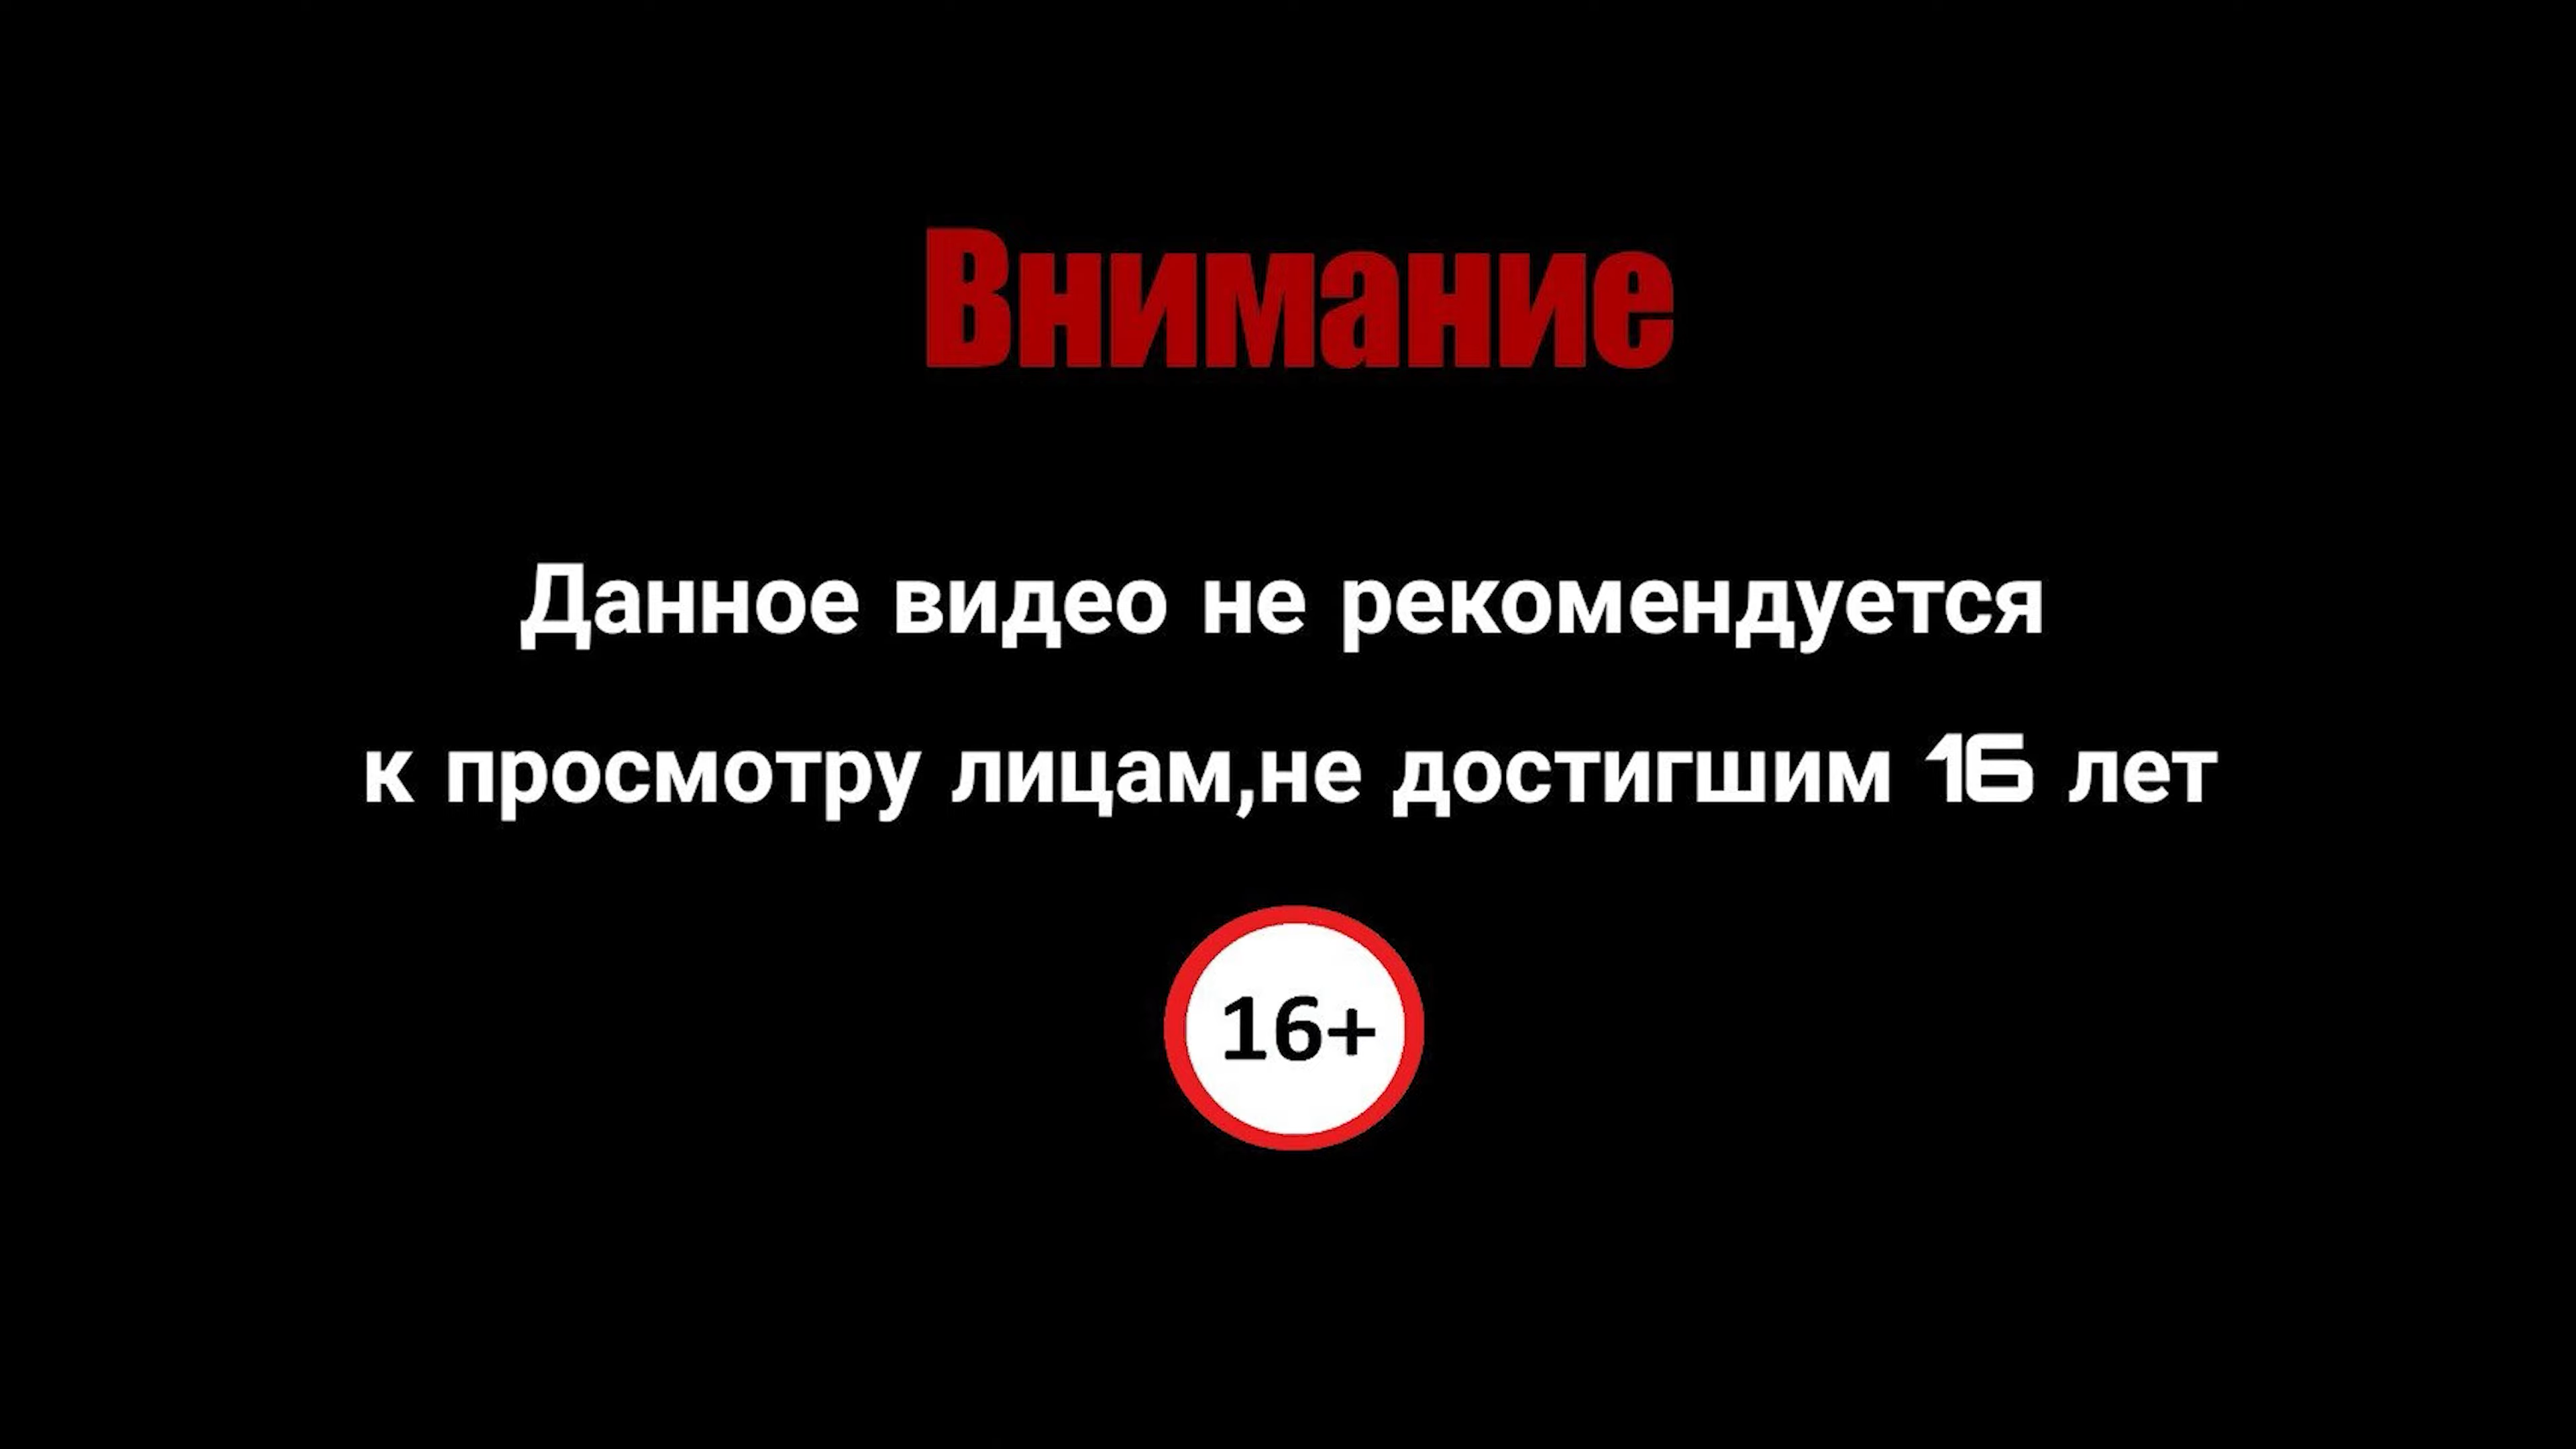 Внимание
Данное видео не рекомендуется
к просмотру лицам,не достигшим 16 лет
16+